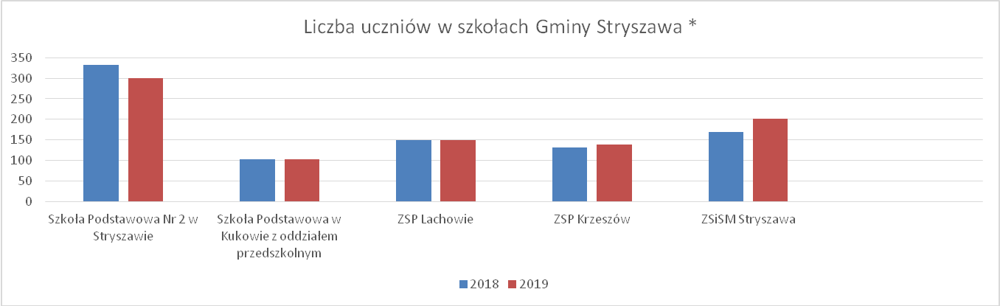 Liczba uczniów w szkołach Gminy Stryszawa *
350
300
250
200
150
100
50
0
Szkoła Podstawowa Nr 2 w
Stryszawie
Szkoła Podstawowa w
Kukowie z oddziałem
przedszkolnym
ZSP Lachowie
ZSP Krzeszów
ZSiSM Stryszawa
2018
2019